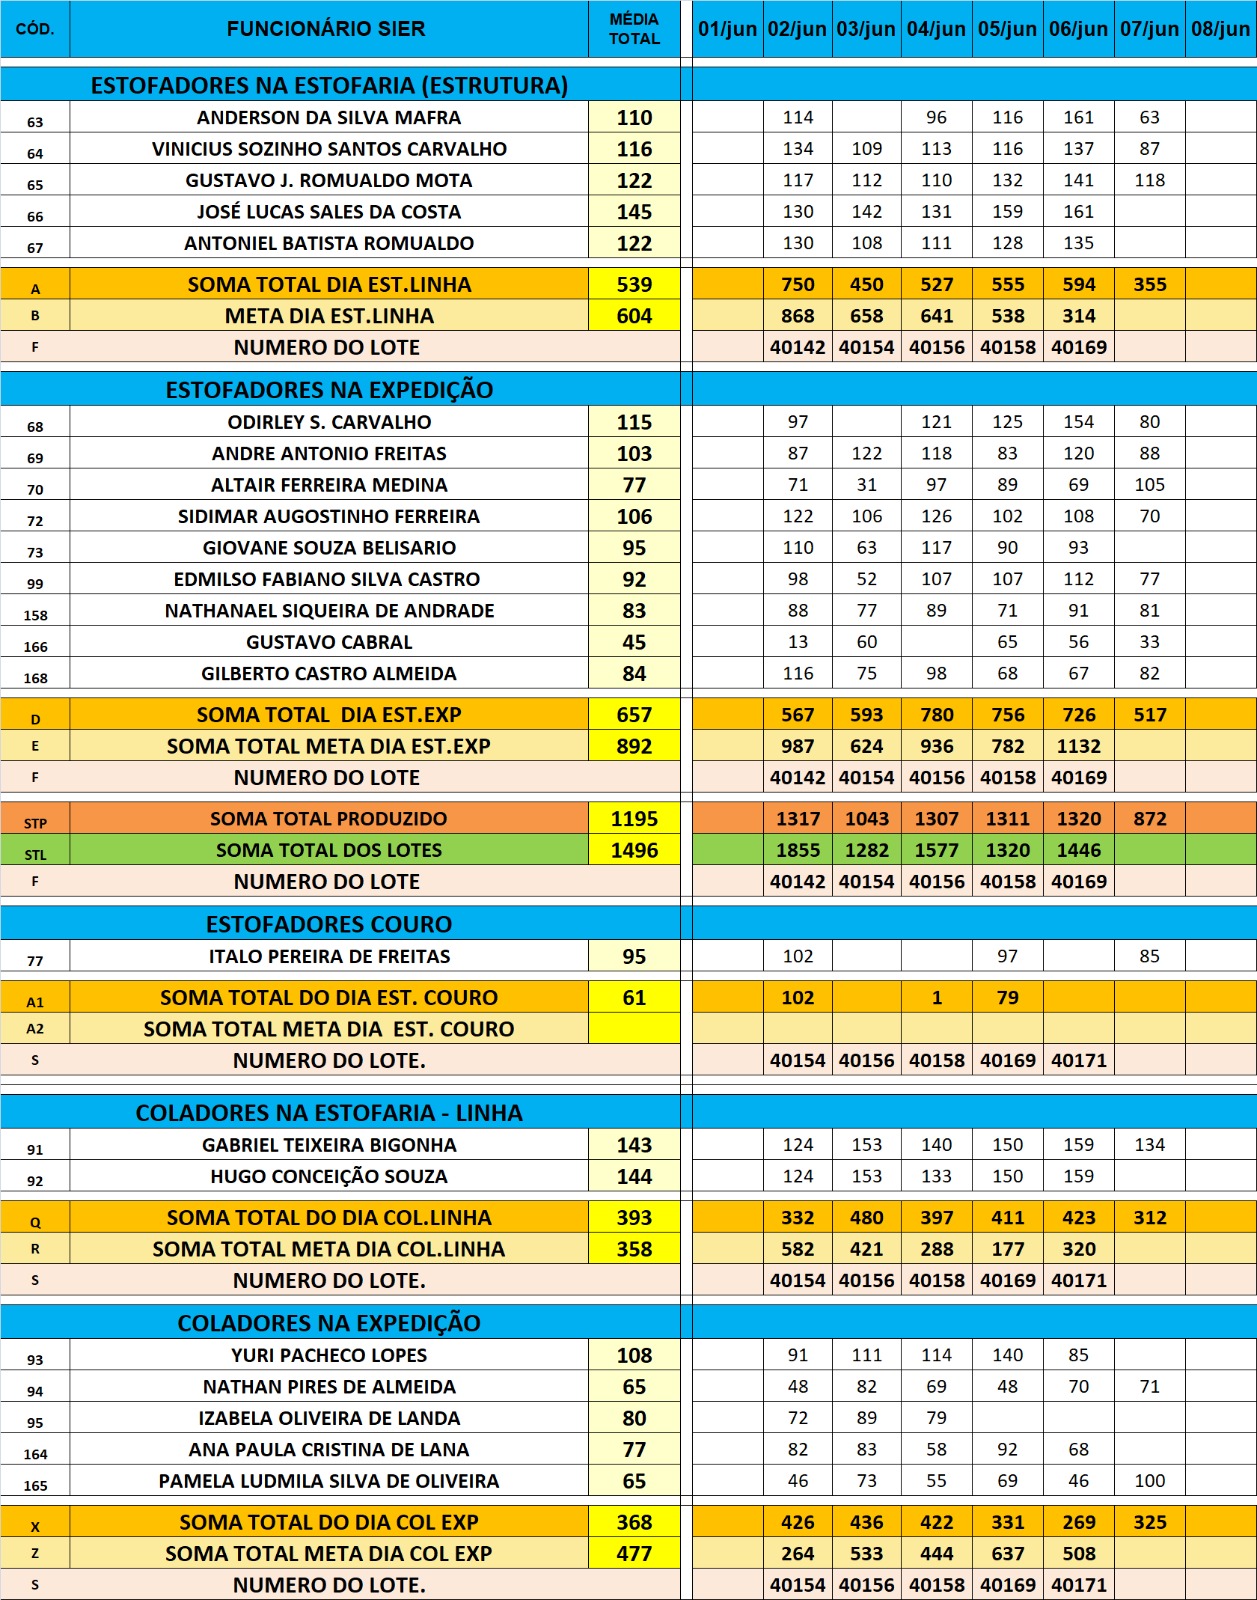 CÓD. FUNCIONÁRIO SIER MÉDIA TOTAL 01/jun 02/jun 03/jun 04/jun 05/jun 06/jun 07/jun 08/jun
ESTOFADORES NA ESTOFARIA (ESTRUTURA)
63 ANDERSON DA SILVA MAFRA 110 114 96 116 161 63
64 VINICIUS SOZINHO SANTOS CARVALHO 116 134 109 113 116 137 87
65 GUSTAVO J. ROMUALDO MOTA 122 117 112 110 132 141 118
66 JOSÉ LUCAS SALES DA COSTA 145 130 142 131 159 161
67 ANTONIEL BATISTA ROMUALDO 122 130 108 111 128 135
A SOMA TOTAL DIA EST.LINHA 539 750 450 527 555 594 355
B META DIA EST.LINHA 604 868 658 641 538 314
F NUMERO DO LOTE 40142 40154 40156 40158 40169
ESTOFADORES NA EXPEDIÇÃO
68 ODIRLEY S. CARVALHO 115 97 121 125 154 80
69 ANDRE ANTONIO FREITAS 103 87 122 118 83 120 88
70 ALTAIR FERREIRA MEDINA 77 71 31 97 89 69 105
72 SIDIMAR AUGOSTINHO FERREIRA 106 122 106 126 102 108 70
73 GIOVANE SOUZA BELISARIO 95 110 63 117 90 93
99 EDMILSO FABIANO SILVA CASTRO 92 98 52 107 107 112 77
158 NATHANAEL SIQUEIRA DE ANDRADE 83 88 77 89 71 91 81
166 GUSTAVO CABRAL 45 13 60 65 56 33
168 GILBERTO CASTRO ALMEIDA 84 116 75 98 68 67 82
D SOMA TOTAL DIA EST.EXP 657 567 593 780 756 726 517
E SOMA TOTAL META DIA EST.EXP 892 987 624 936 782 1132
F NUMERO DO LOTE 40142 40154 40156 40158 40169
STP SOMA TOTAL PRODUZIDO 1195 1317 1043 1307 1311 1320 872
STL SOMA TOTAL DOS LOTES 1496 1855 1282 1577 1320 1446
F NUMERO DO LOTE 40142 40154 40156 40158 40169
ESTOFADORES COURO
77 ITALO PEREIRA DE FREITAS 95 102 97 85
A1 SOMA TOTAL DO DIA EST. COURO 61 102 1 79
A2 SOMA TOTAL META DIA EST. COURO
S NUMERO DO LOTE. 40154 40156 40158 40169 40171
COLADORES NA ESTOFARIA - LINHA
91 GABRIEL TEIXEIRA BIGONHA 143 124 153 140 150 159 134
92 HUGO CONCEIÇÃO SOUZA 144 124 153 133 150 159
Q SOMA TOTAL DO DIA COL.LINHA 393 332 480 397 411 423 312
R SOMA TOTAL META DIA COL.LINHA 358 582 421 288 177 320
S NUMERO DO LOTE. 40154 40156 40158 40169 40171
COLADORES NA EXPEDIÇÃO
93 YURI PACHECO LOPES 108 91 111 114 140 85
94 NATHAN PIRES DE ALMEIDA 65 48 82 69 48 70 71
95 IZABELA OLIVEIRA DE LANDA 80 72 89 79
164 ANA PAULA CRISTINA DE LANA 77 82 83 58 92 68
165 PAMELA LUDMILA SILVA DE OLIVEIRA 65 46 73 55 69 46 100
X SOMA TOTAL DO DIA COL EXP 368 426 436 422 331 269 325
Z SOMA TOTAL META DIA COL EXP 477 264 533 444 637 508
S NUMERO DO LOTE. 40154 40156 40158 40169 40171